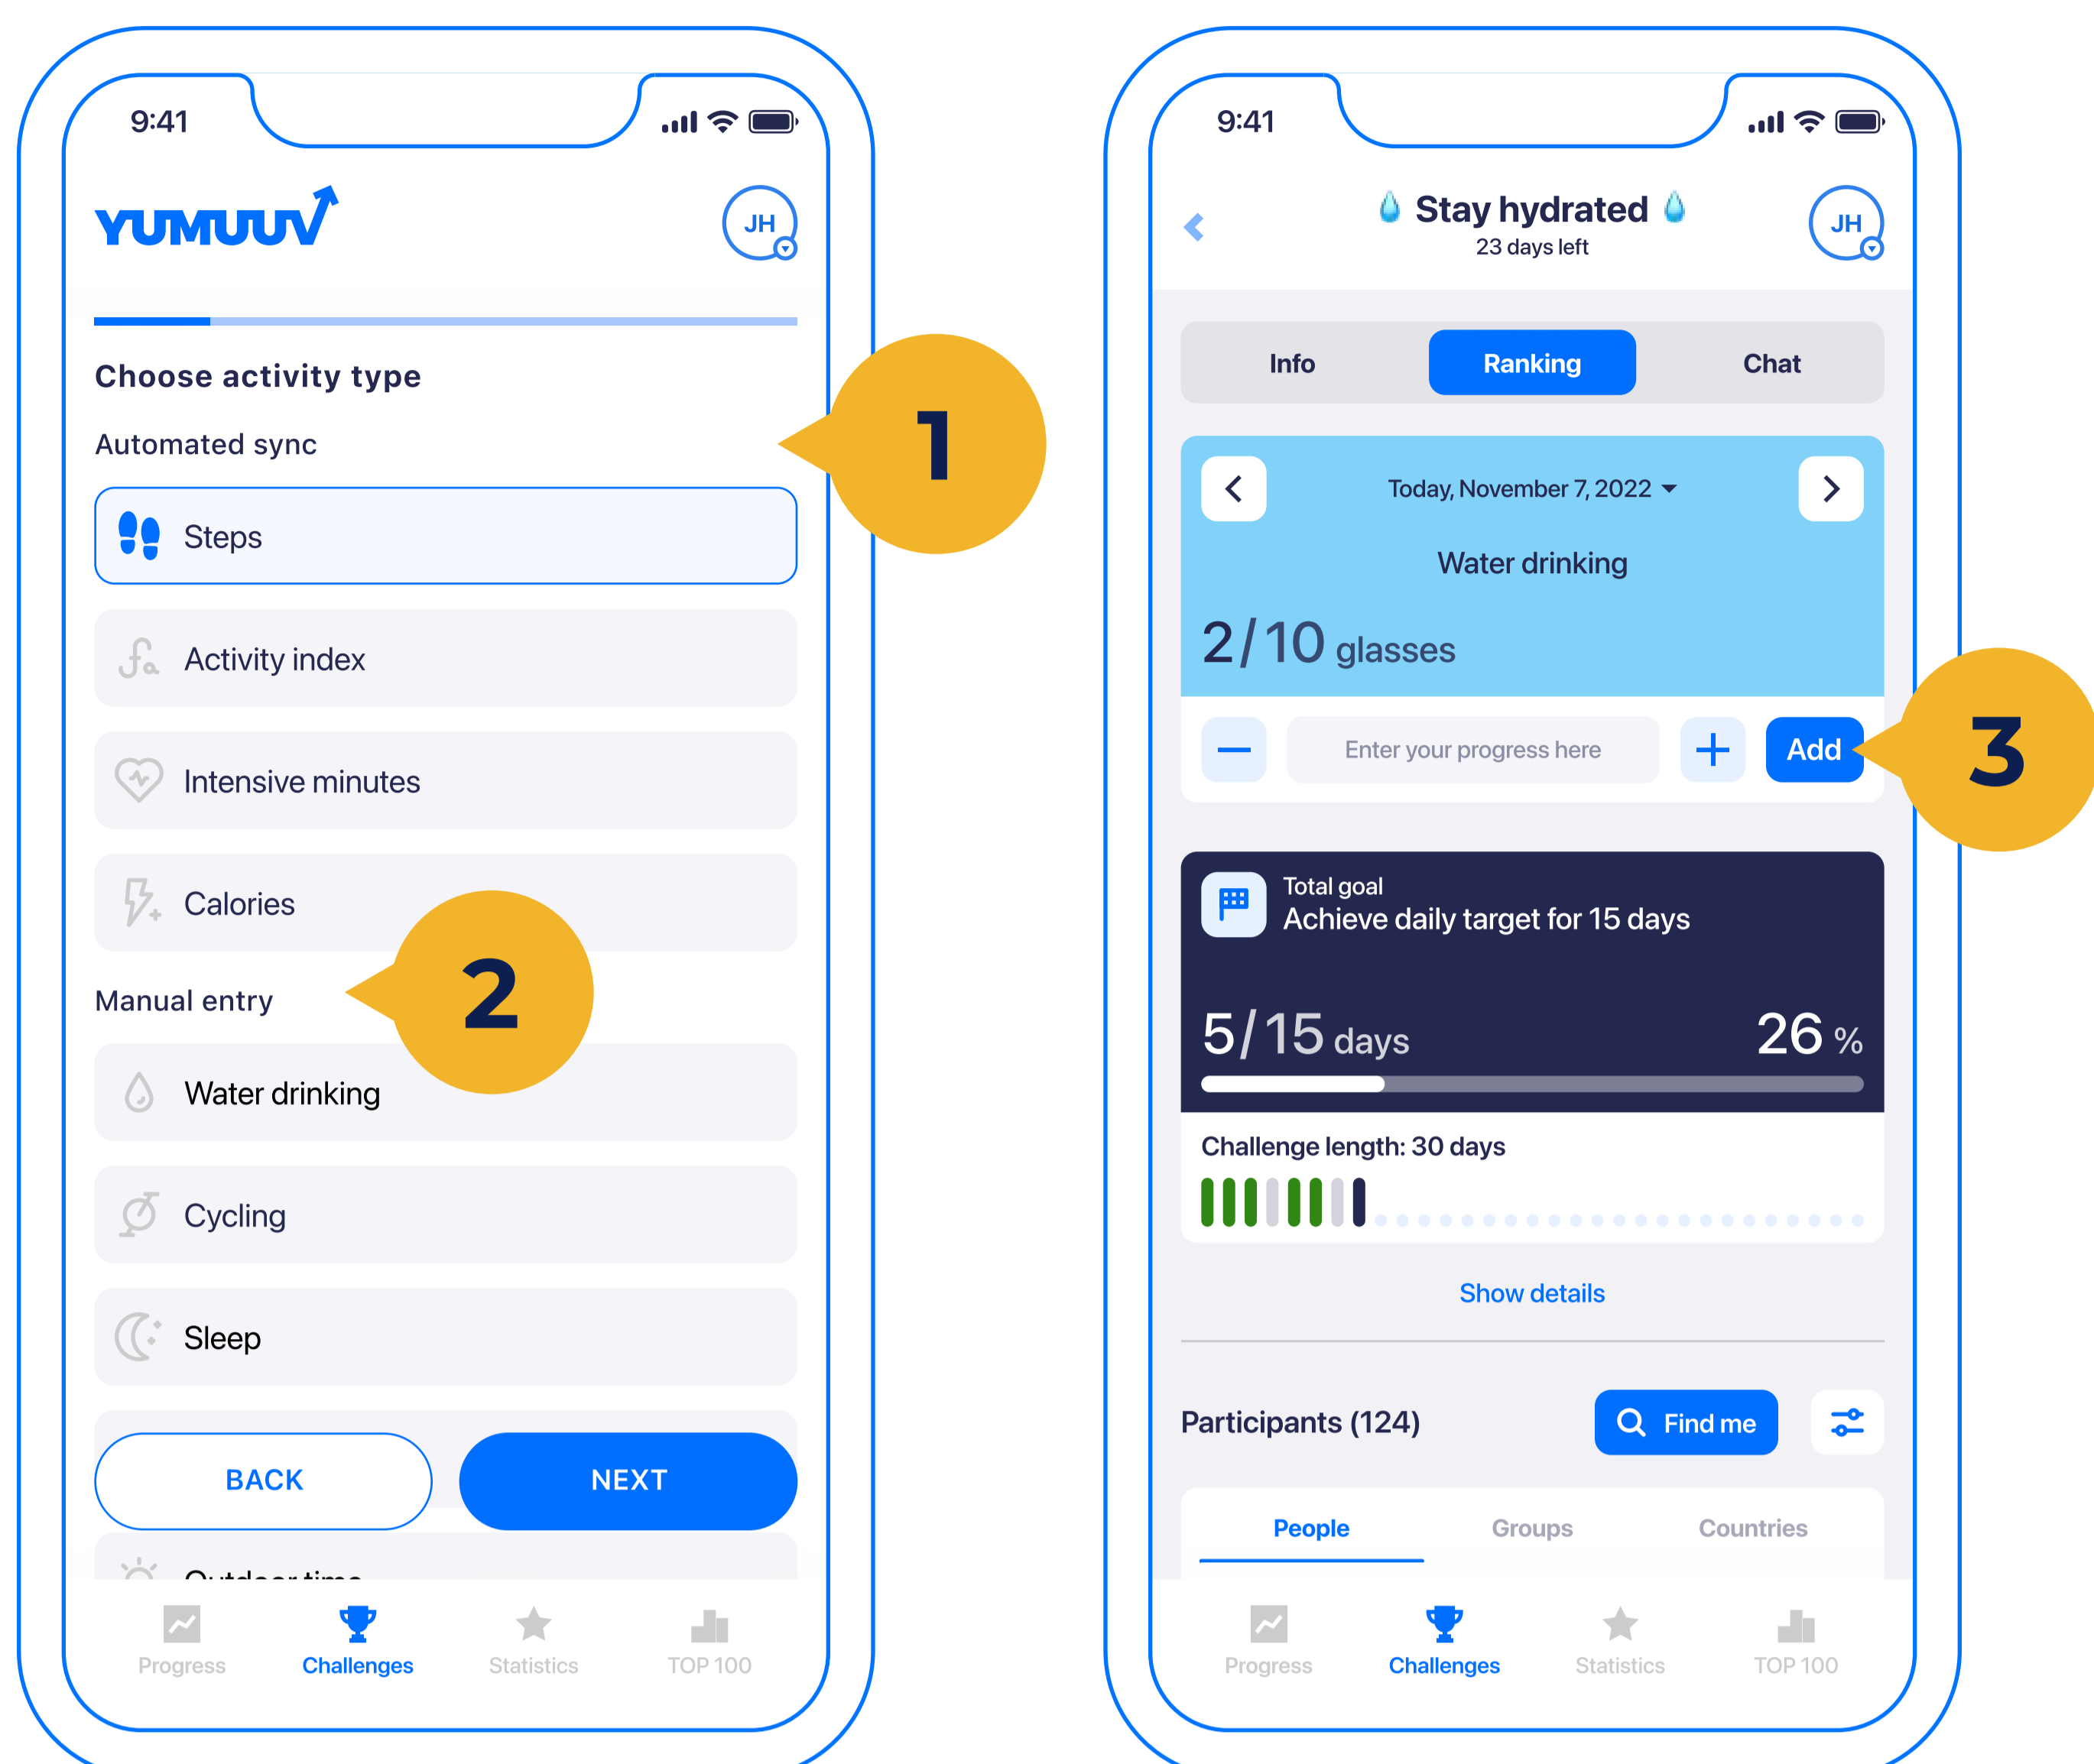 9:41
YUMUUV
JH
Choose activity type
Automated sync
1
Steps
Activity index
Intensive minutes
Calories
2
Manual entry
Water drinking
Cycling
Sleep
BACK
NEXT
Outdoor time
Progress
Challenges
Statistics
TOP 100
9:41
💧 Stay hydrated 💧
23 days left
JH
Info
Ranking
Chat
Today, November 7, 2022
Water drinking
2/10 glasses
Enter your progress here
Add
3
Total goal
Achieve daily target for 15 days
5/15 days
26 %
Challenge length: 30 days
Show details
Participants (124)
Find me
People
Groups
Countries
Progress
Challenges
Statistics
TOP 100